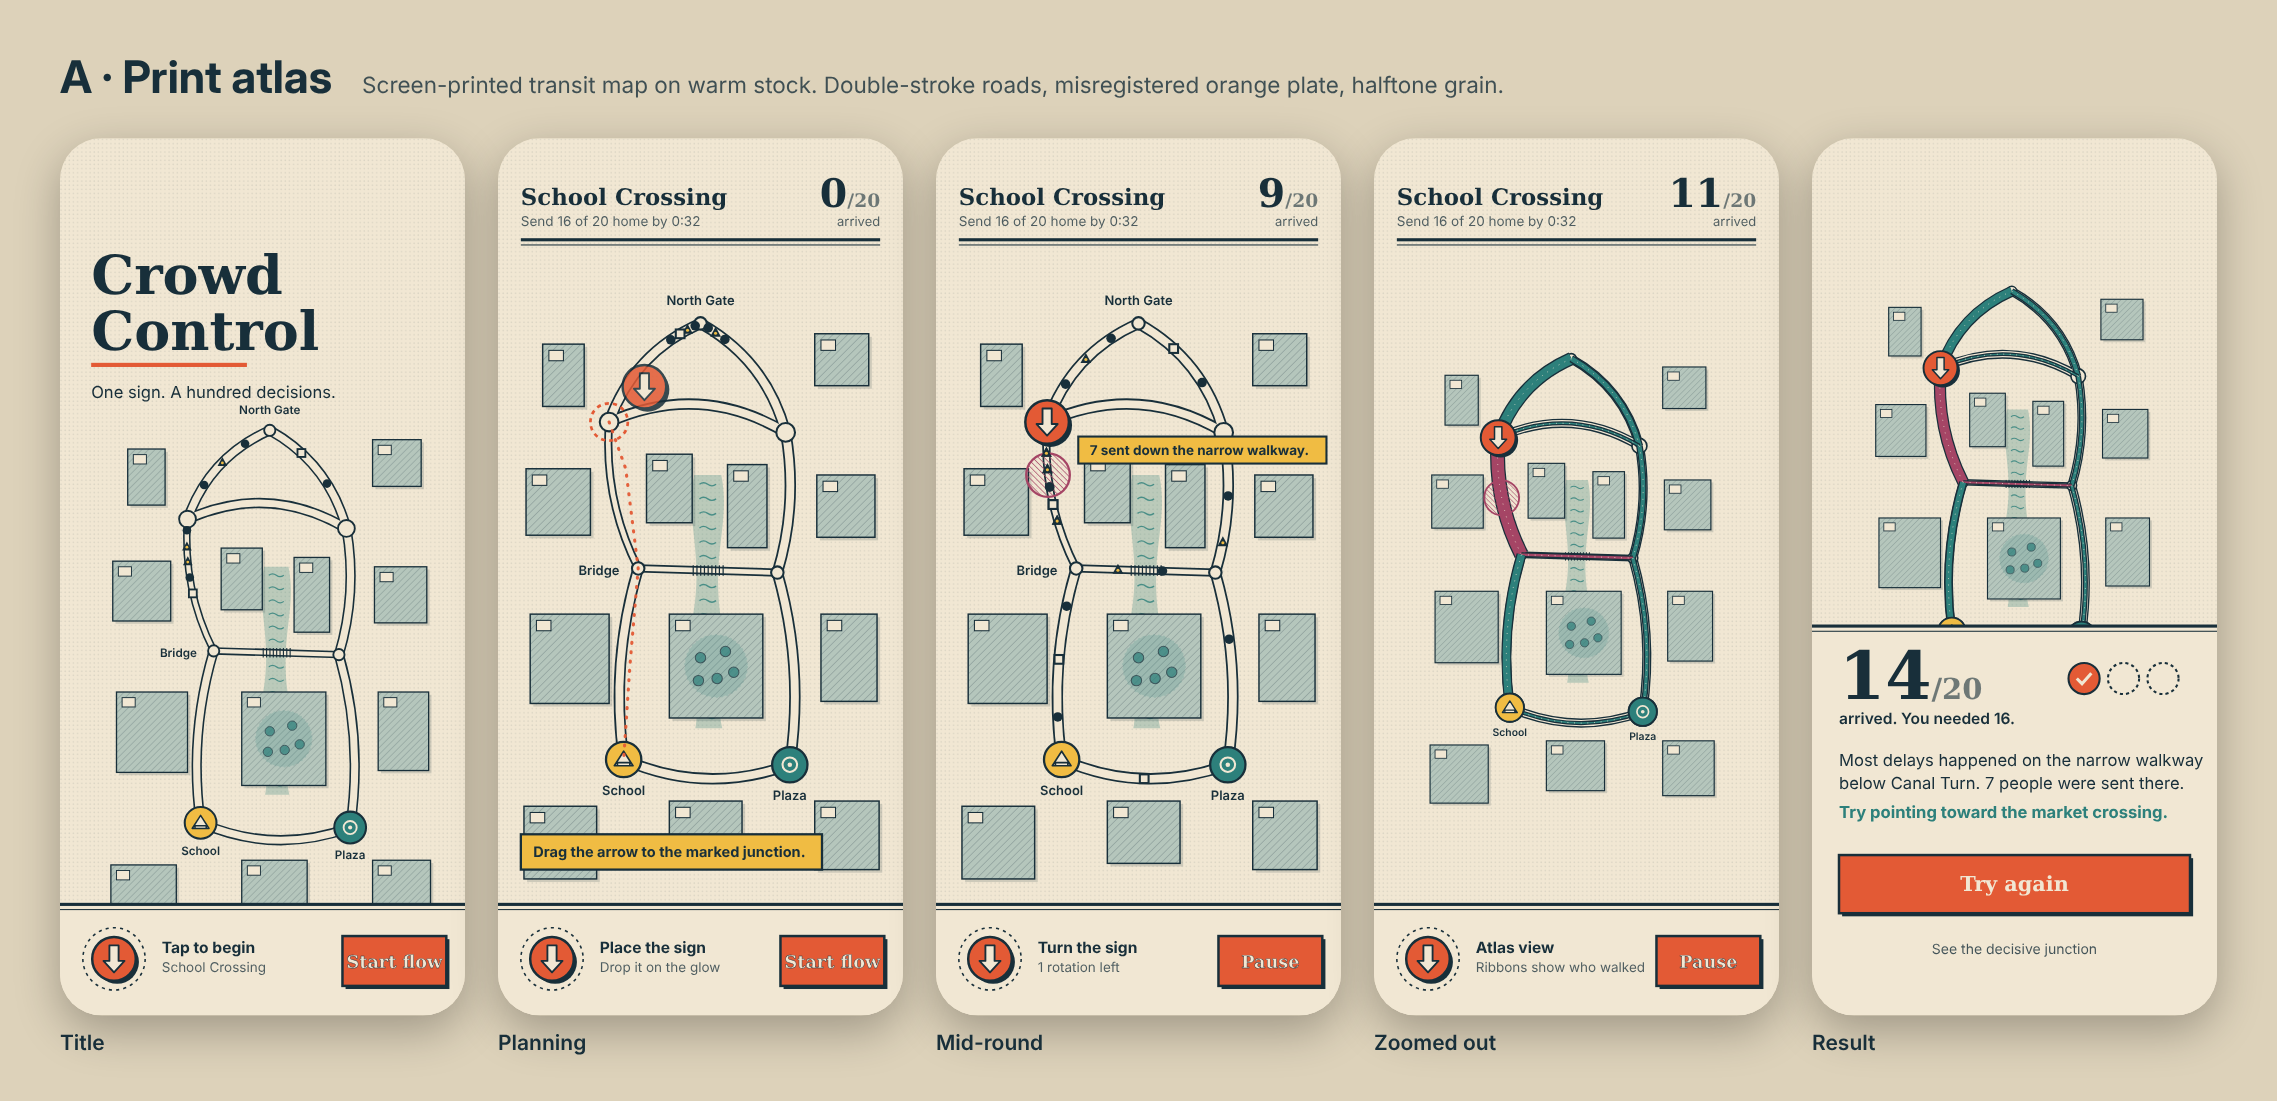 A · Print atlas
Screen-printed transit map on warm stock. Double-stroke roads, misregistered orange plate, halftone grain.
Crowd
Control
One sign. A hundred decisions.
North Gate
Bridge
School
Plaza
Tap to begin
School Crossing
Start flow
Title
School Crossing
Send 16 of 20 home by 0:32
0/20
arrived
North Gate
Bridge
School
Plaza
Drag the arrow to the marked junction.
Place the sign
Drop it on the glow
Start flow
Planning
School Crossing
Send 16 of 20 home by 0:32
9/20
arrived
North Gate
7 sent down the narrow walkway.
Bridge
School
Plaza
Turn the sign
1 rotation left
Pause
Mid-round
School Crossing
Send 16 of 20 home by 0:32
11/20
arrived
School
Plaza
Atlas view
Ribbons show who walked
Pause
Zoomed out
14/20
arrived. You needed 16.
Most delays happened on the narrow walkway
below Canal Turn. 7 people were sent there.
Try pointing toward the market crossing.
Try again
See the decisive junction
Result